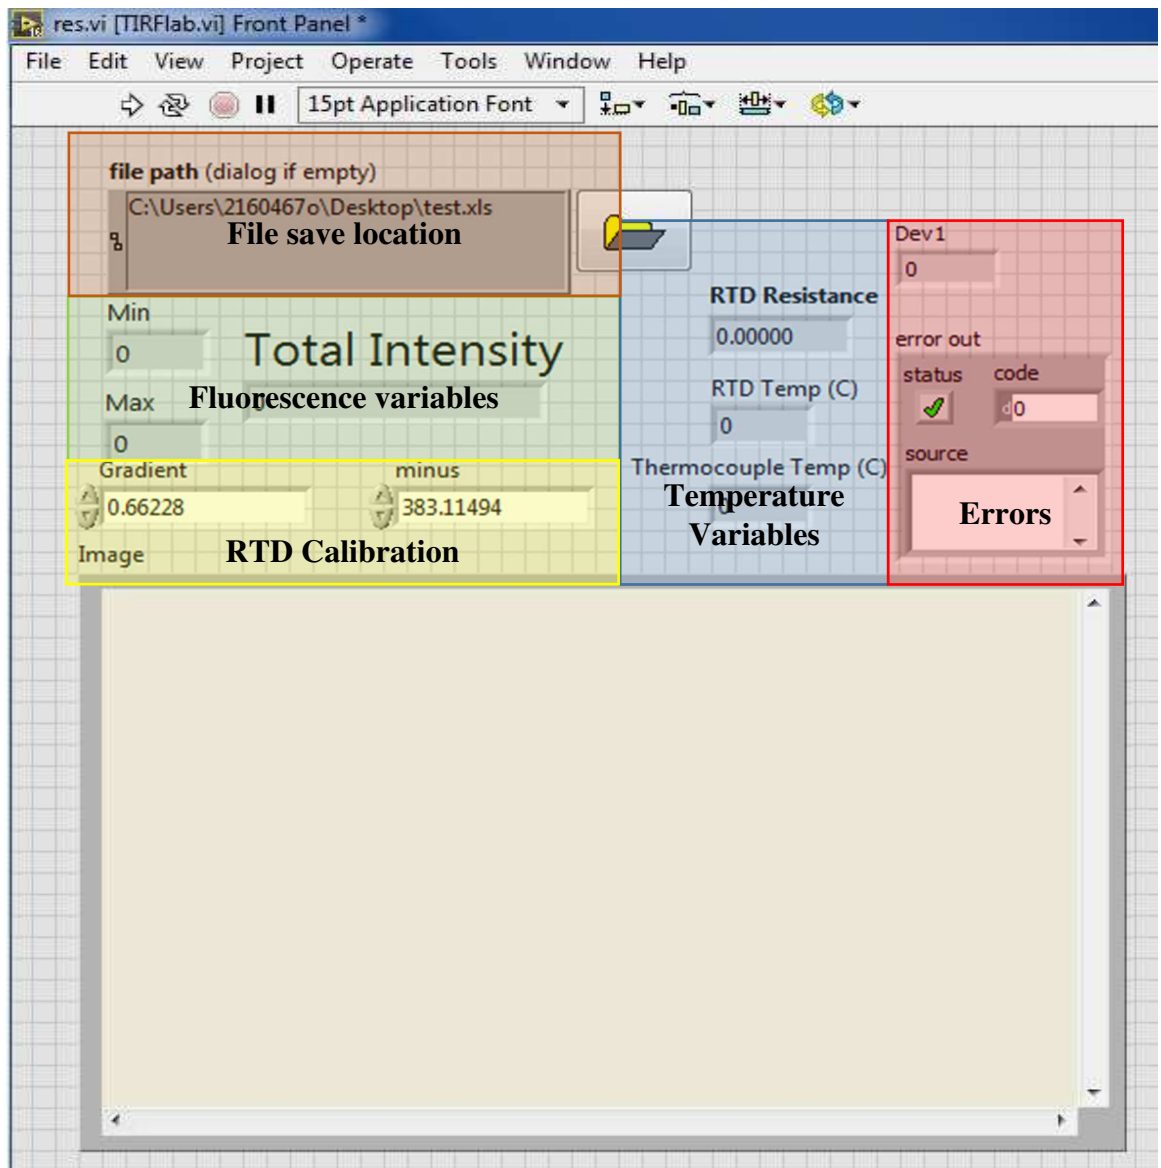 res.vi [TIRFlab.vi] Front Panel *
File Edit View Project Operate Tools Window Help
15pt Application Font
file path (dialog if empty)
C:\Users\2160467o\Desktop\test.xls
File save location
Dev1
0
Min
0
Total Intensity
0
Max
0
Fluorescence variables
RTD Resistance
0.00000
RTD Temp (C)
0
Thermocouple Temp (C)
0
Temperature
Variables
error out
status code
d0
source
Errors
Gradient minus
0.66228 383.11494
RTD Calibration
Image